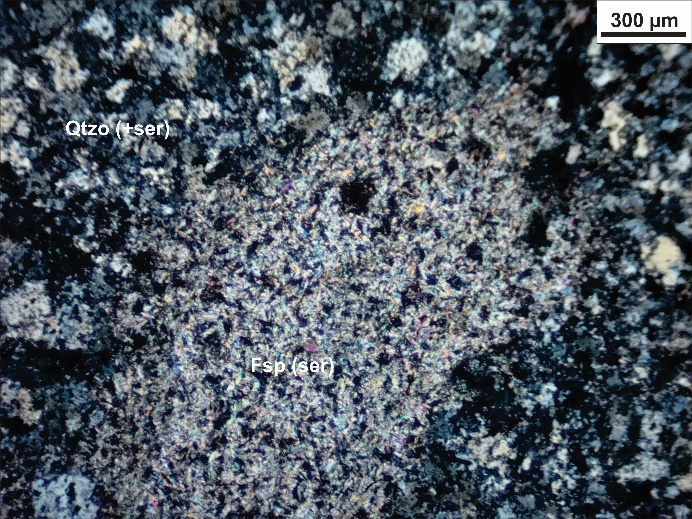 300 µm
Qtzo (+ser)
Fsp (ser)